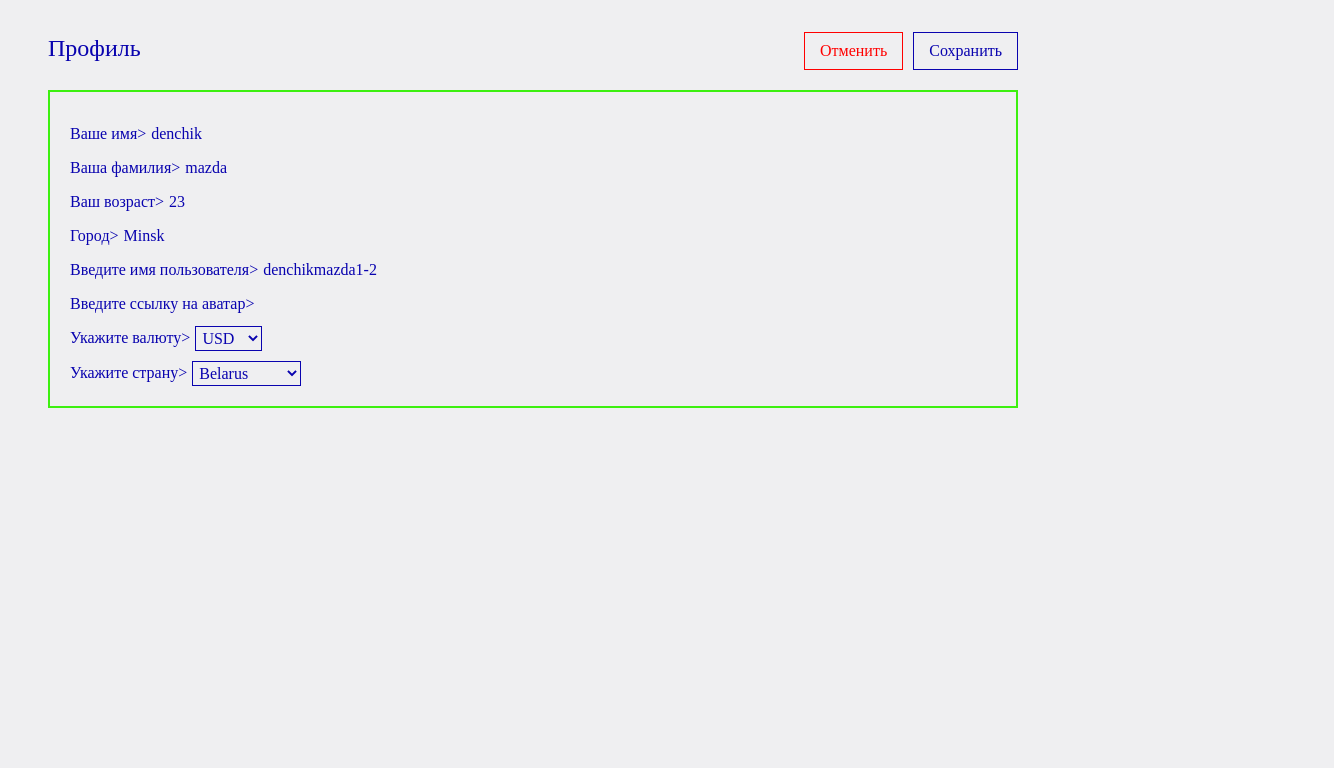 Профиль
Отменить
Сохранить
Ваше имя> denchik
Ваша фамилия> mazda
Ваш возраст> 23
Город> Minsk
Введите имя пользователя> denchikmazda1-2
Введите ссылку на аватар>
Укажите валюту> USD
Укажите страну> Belarus